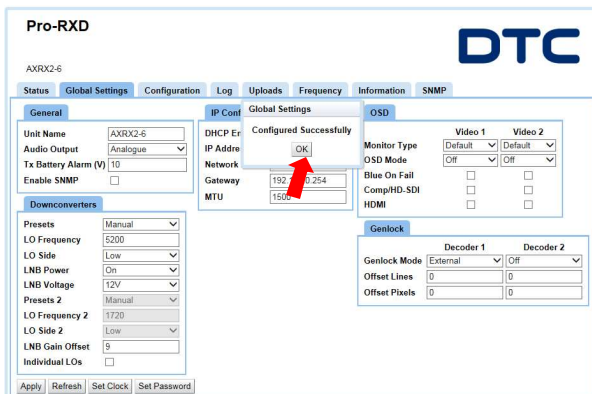 Pro-RXD
DTC
AXRX2-6
Status Global Settings Configuration Log Uploads Frequency Information SNMP
General
Unit Name AXRX2-6
Audio Output Analogue
Tx Battery Alarm (V) 10
Enable SNMP
Downconverters
Presets Manual
LO Frequency 5200
LO Side Low
LNB Power On
LNB Voltage 12V
Presets 2 Manual
LO Frequency 2 1720
LO Side 2 Low
LNB Gain Offset 9
Individual LOs
Apply Refresh Set Clock Set Password
IP Conf
DHCP En
IP Addre
Network
Gateway 192. 0.254
MTU 1500
Global Settings
Configured Successfully
OK
OSD
Video 1 Video 2
Monitor Type Default Default
OSD Mode Off Off
Blue On Fail
Comp/HD-SDI
HDMI
Genlock
Decoder 1 Decoder 2
Genlock Mode External Off
Offset Lines 0 0
Offset Pixels 0 0